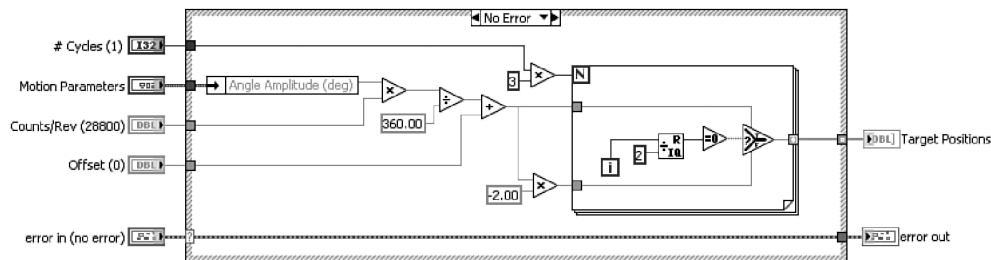 No Error
# Cycles (1)
I32
3
×
N
Motion Parameters
Angle Amplitude (deg)
×
÷
+
Counts/Rev (28800)
DBL
360.00
Offset (0)
DBL
i
2
÷
R
IQ
=0
?
DBL
Target Positions
-2.00
×
error in (no error)
?
error out